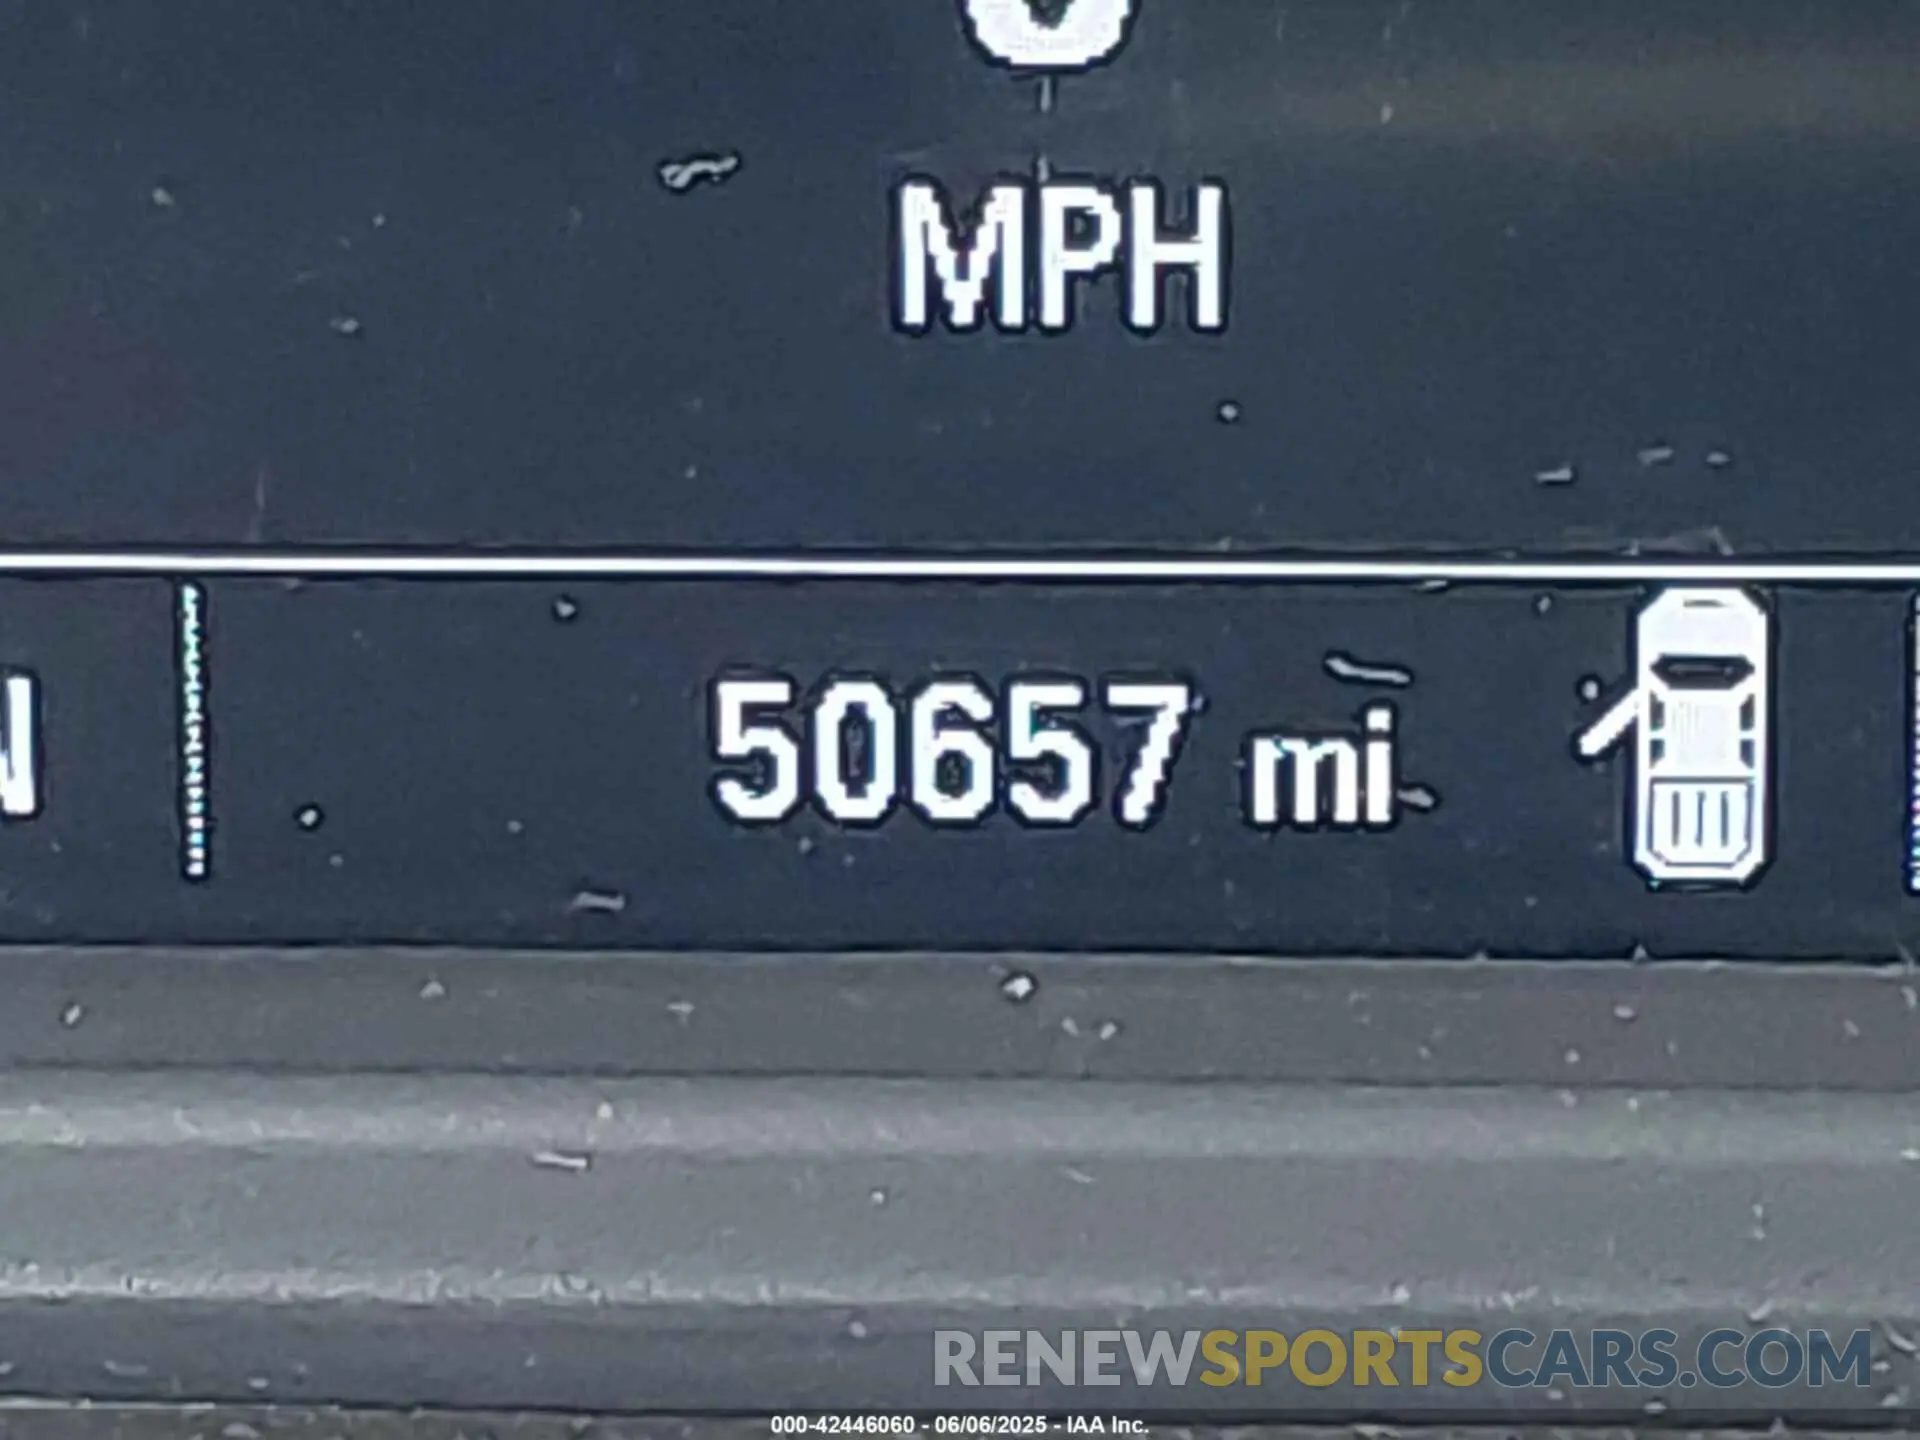 MPH
50657 mi
RENEWSPORTSCARS.COM
000-42446060 - 06/06/2025 - IAA Inc.